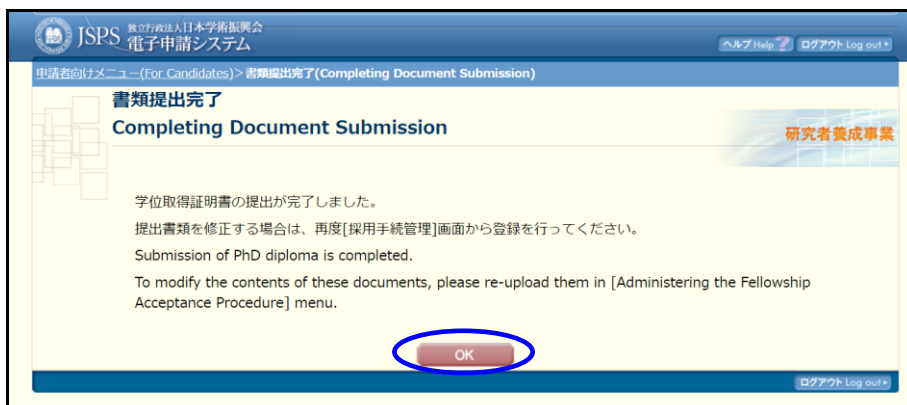 JSPS 独立行政法人日本学術振興会
電子申請システム
ヘルプ Help ? ログアウト Log out
申請者向けメニュー(For Candidates)> 書類提出完了(Completing Document Submission)
書類提出完了
Completing Document Submission
研究者養成事業
学位取得証明書の提出が完了しました。
提出書類を修正する場合は、再度[採用手続管理]画面から登録を行ってください。
Submission of PhD diploma is completed.
To modify the contents of these documents, please re-upload them in [Administering the Fellowship
Acceptance Procedure] menu.
OK
ログアウト Log out